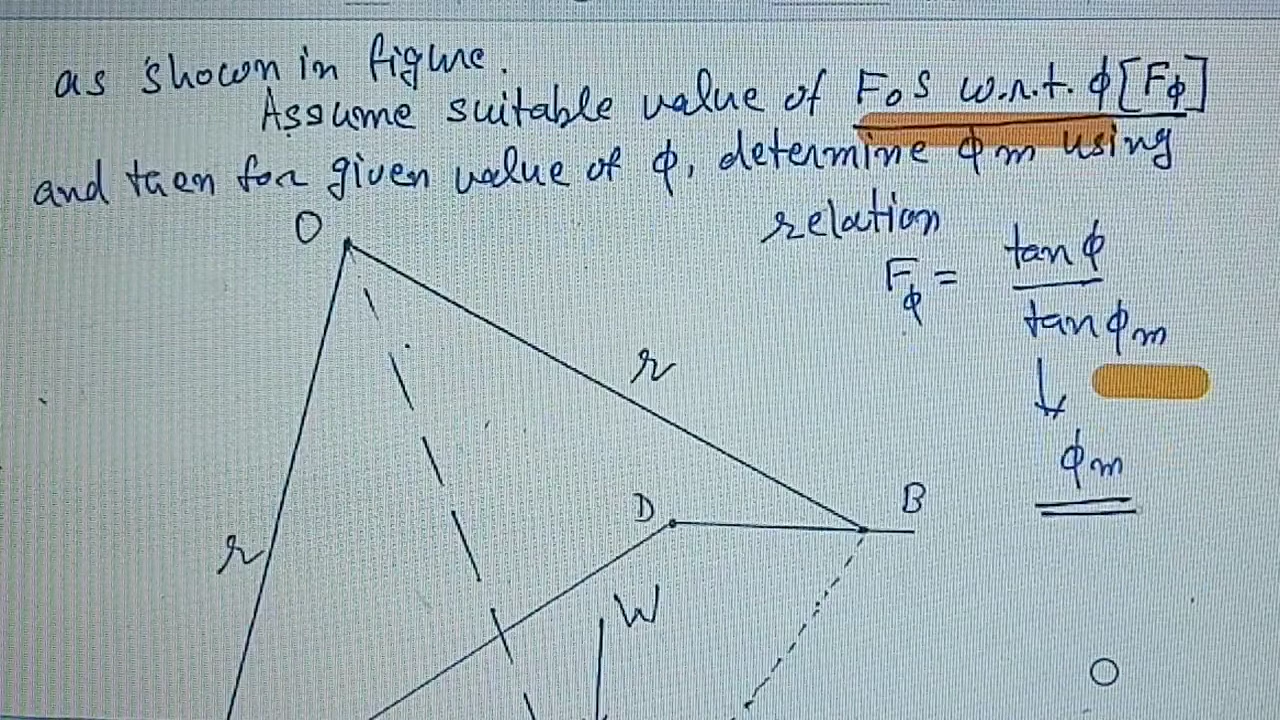 as shown in figure.
Assume suitable value of FoS w.r.t. ϕ[Fϕ]
and then for given value of ϕ, determine ϕm using
relation
Fϕ = tanϕ / tanϕm
↓
ϕm
O
r
r
D
B
W